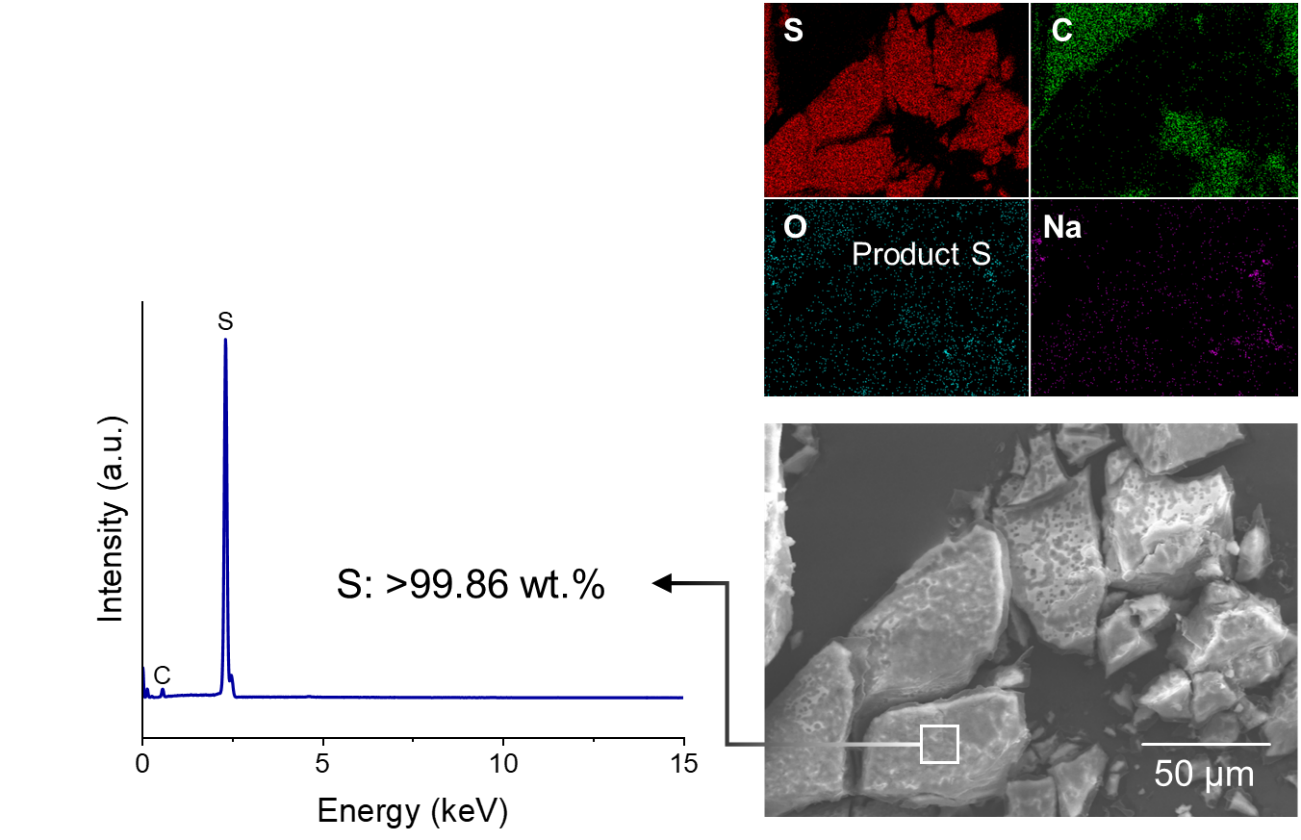 S
C
O
Na
Product S
S
C
Intensity (a.u.)
S: >99.86 wt.%
0
5
10
15
Energy (keV)
50 μm